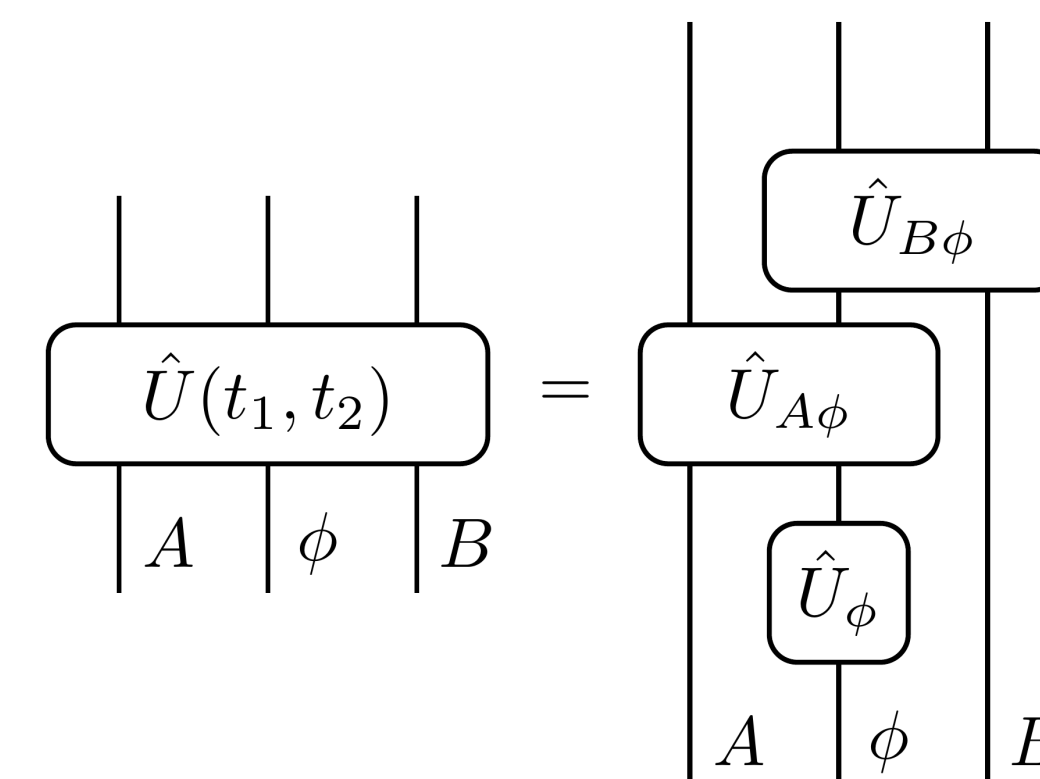 Û_{Bϕ}
Û(t₁, t₂) = Û_{Aϕ}
A ϕ B
Û_ϕ
A ϕ